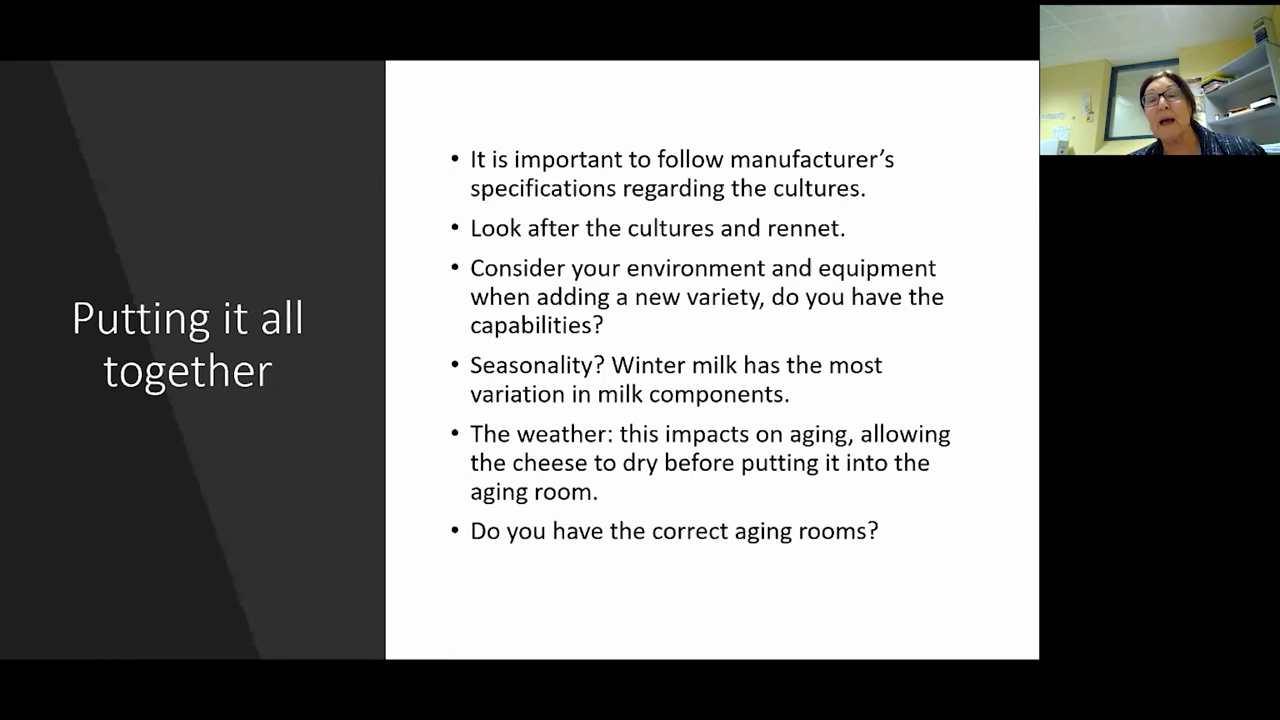 Putting it all
together
• It is important to follow manufacturer’s
specifications regarding the cultures.
• Look after the cultures and rennet.
• Consider your environment and equipment
when adding a new variety, do you have the
capabilities?
• Seasonality? Winter milk has the most
variation in milk components.
• The weather: this impacts on aging, allowing
the cheese to dry before putting it into the
aging room.
• Do you have the correct aging rooms?